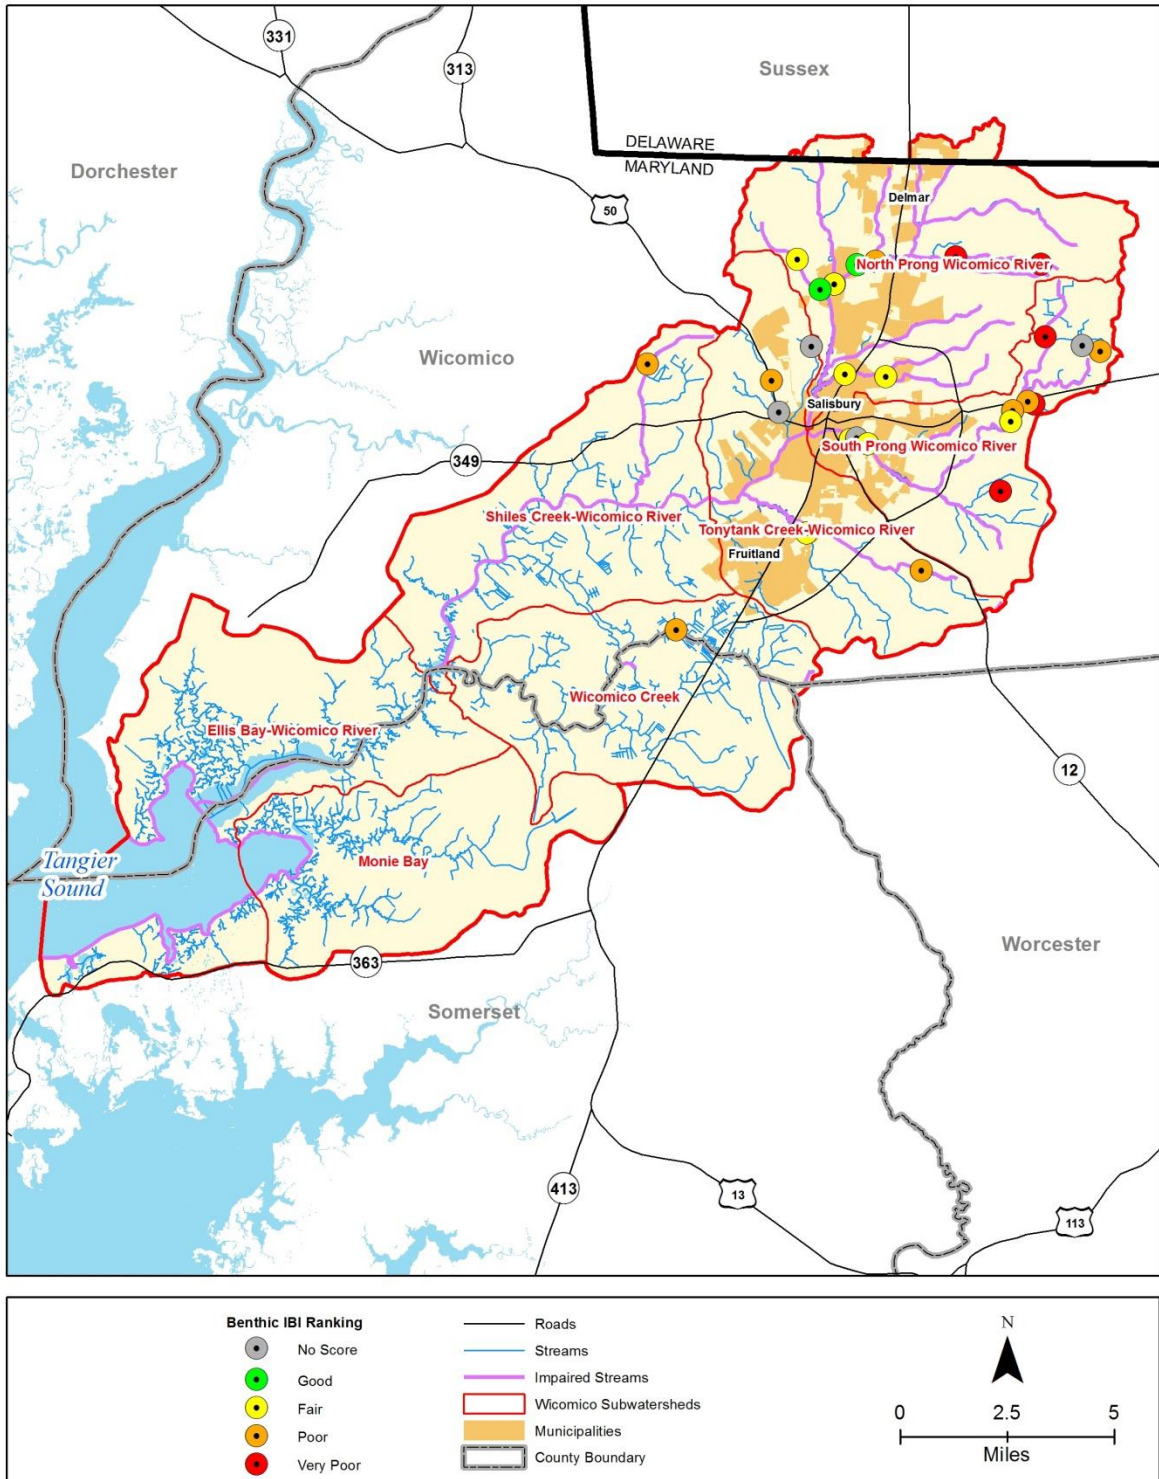 331
313
Sussex
DELAWARE
MARYLAND
Dorchester
Delmar
50
North Prong Wicomico River
Wicomico
Salisbury
South Prong Wicomico River
349
Shiles Creek-Wicomico River
Tonytank Creek-Wicomico River
Fruitland
Wicomico Creek
Ellis Bay-Wicomico River
12
Tangier
Sound
Monie Bay
Worcester
363
Somerset
413
13
113
Benthic IBI Ranking
No Score
Good
Fair
Poor
Very Poor
Roads
Streams
Impaired Streams
Wicomico Subwatersheds
Municipalities
County Boundary
N
0 2.5 5
Miles